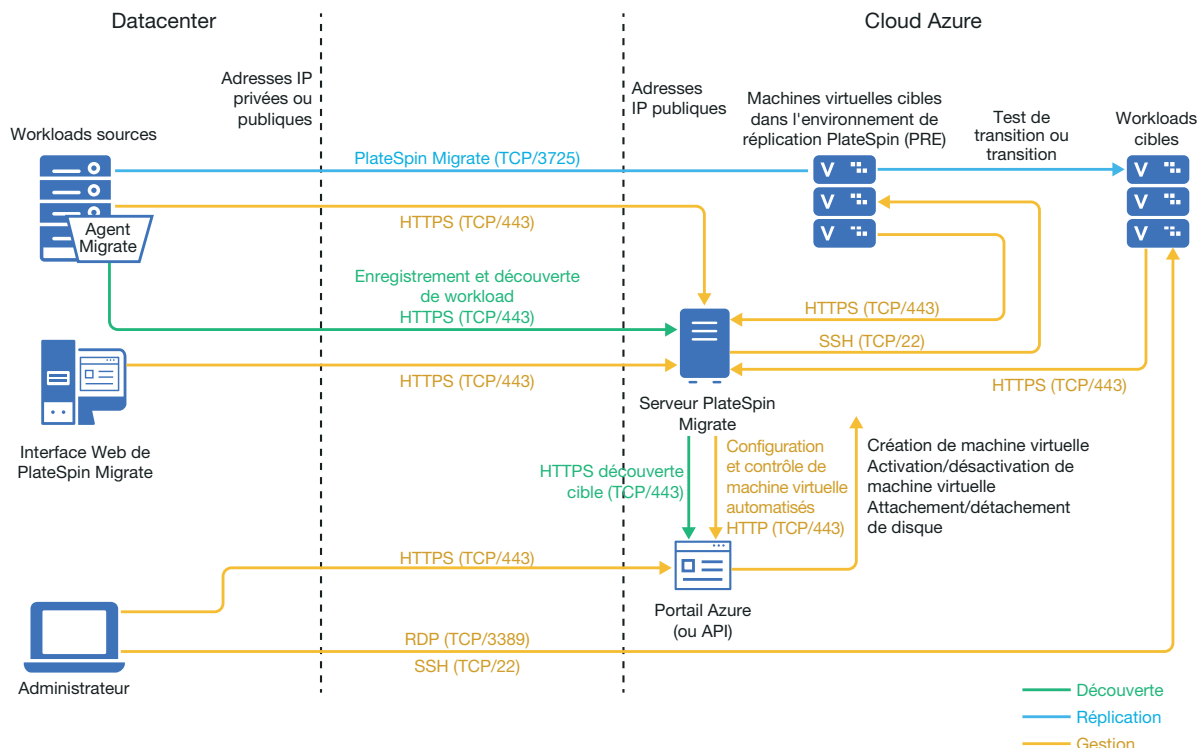 Datacenter
Cloud Azure
Adresses IP
privées ou
publiques
Adresses
IP publiques
Machines virtuelles cibles
dans l'environnement de
réplication PlateSpin (PRE)
Test de
transition ou
transition
Workloads
cibles
Workloads sources
PlateSpin Migrate (TCP/3725)
V
V
V
V
V
V
HTTPS (TCP/443)
Agent
Migrate
Enregistrement et découverte
de workload
HTTPS (TCP/443)
HTTPS (TCP/443)
SSH (TCP/22)
HTTPS (TCP/443)
HTTPS (TCP/443)
Serveur PlateSpin
Migrate
Interface Web de
PlateSpin Migrate
HTTPS découverte
cible (TCP/443)
Configuration
et contrôle de
machine virtuelle
automatisés
HTTP (TCP/443)
Création de machine virtuelle
Activation/désactivation de
machine virtuelle
Attachement/détachement
de disque
HTTPS (TCP/443)
Portail Azure
(ou API)
RDP (TCP/3389)
SSH (TCP/22)
Administrateur
Découverte
Réplication
Gestion